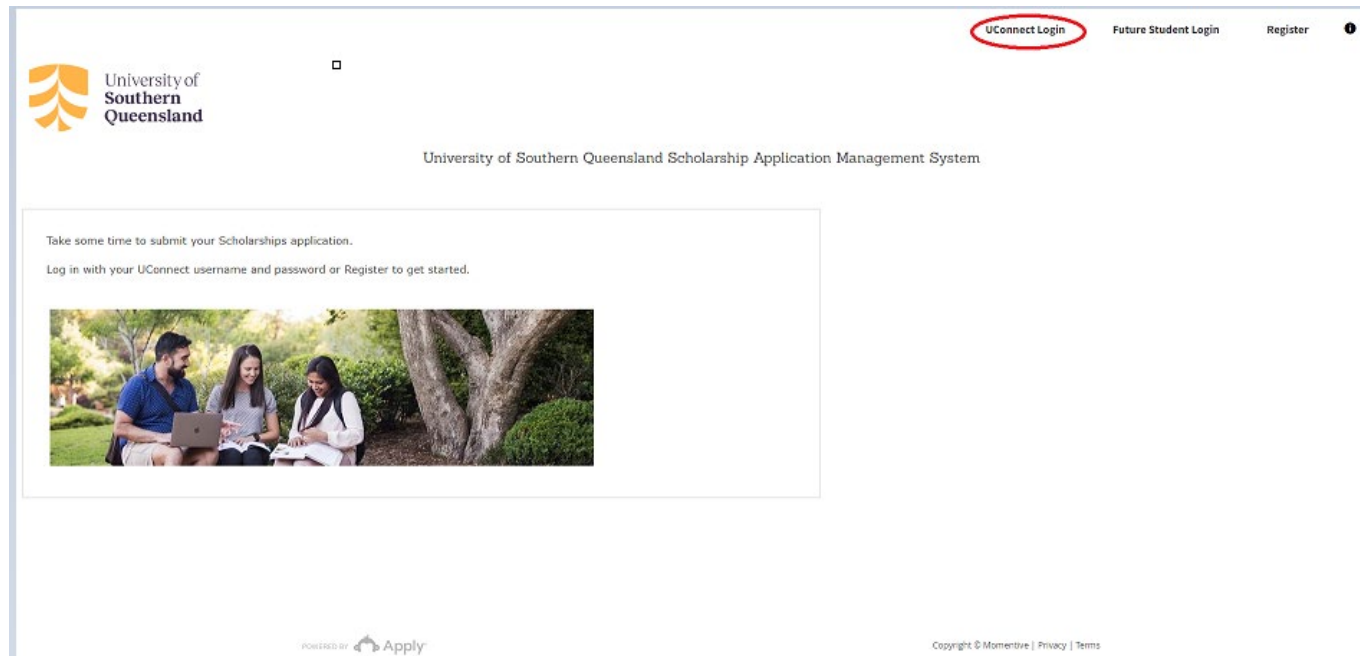 UConnect Login Future Student Login Register
University of
Southern
Queensland
University of Southern Queensland Scholarship Application Management System
Take some time to submit your Scholarships application.
Log in with your UConnect username and password or Register to get started.
POWERED BY Apply
Copyright © Momentive | Privacy | Terms